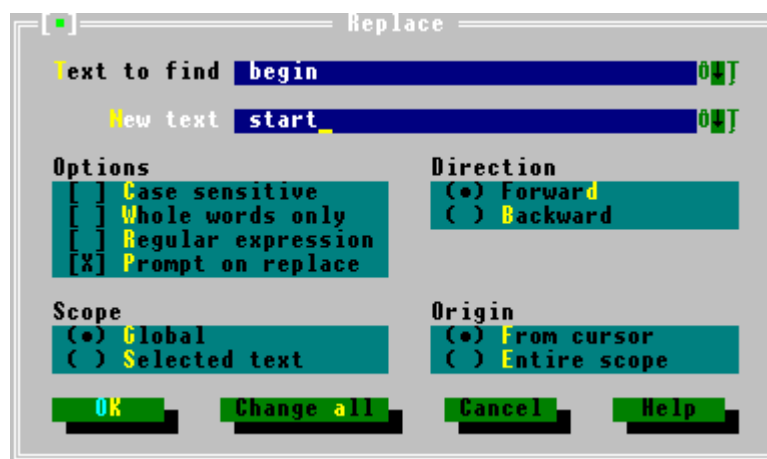 [▪] Replace
Text to find begin
New text start_
Options Direction
[ ] Case sensitive (•) Forward
[ ] Whole words only ( ) Backward
[ ] Regular expression
[X] Prompt on replace
Scope Origin
(•) Global (•) From cursor
( ) Selected text ( ) Entire scope
OK Change all Cancel Help